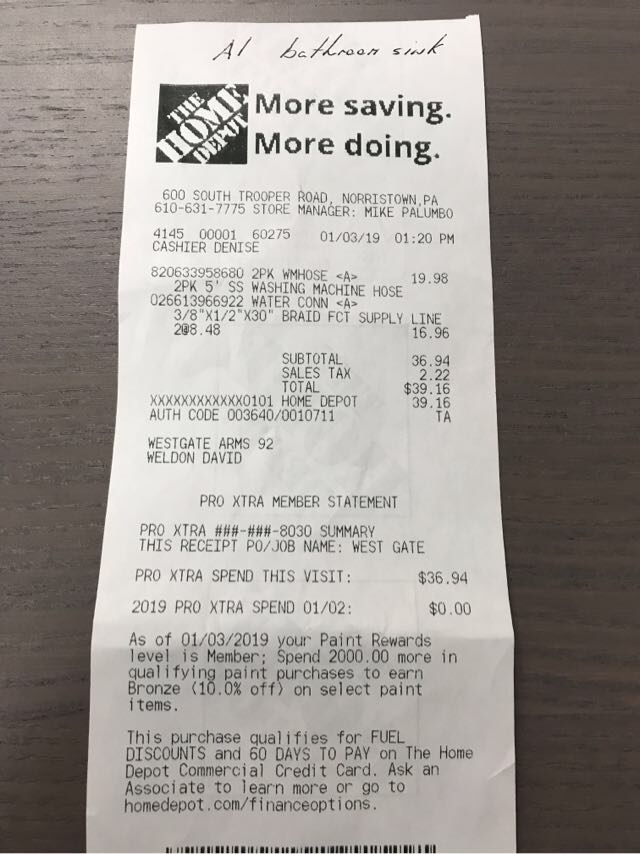 A1 bathroom sink
THE HOME DEPOT
More saving.
More doing.
600 SOUTH TROOPER ROAD, NORRISTOWN,PA
610-631-7775 STORE MANAGER: MIKE PALUMBO
4145 00001 60275 01/03/19 01:20 PM
CASHIER DENISE
820633958680 2PK WMHOSE <A> 19.98
2PK 5' SS WASHING MACHINE HOSE
026613966922 WATER CONN <A>
3/8"X1/2"X30" BRAID FCT SUPPLY LINE
2@8.48 16.96
SUBTOTAL 36.94
SALES TAX 2.22
TOTAL $39.16
XXXXXXXXXXXX0101 HOME DEPOT 39.16
AUTH CODE 003640/0010711 TA
WESTGATE ARMS 92
WELDON DAVID
PRO XTRA MEMBER STATEMENT
PRO XTRA ###-###-8030 SUMMARY
THIS RECEIPT PO/JOB NAME: WEST GATE
PRO XTRA SPEND THIS VISIT: $36.94
2019 PRO XTRA SPEND 01/02: $0.00
As of 01/03/2019 your Paint Rewards
level is Member; Spend 2000.00 more in
qualifying paint purchases to earn
Bronze (10.0% off) on select paint
items.
This purchase qualifies for FUEL
DISCOUNTS and 60 DAYS TO PAY on The Home
Depot Commercial Credit Card. Ask an
Associate to learn more or go to
homedepot.com/financeoptions.